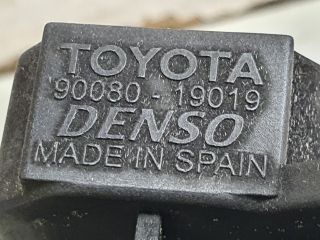 TOYOTA
90080 - 19019
DENSO
MADE IN SPAIN